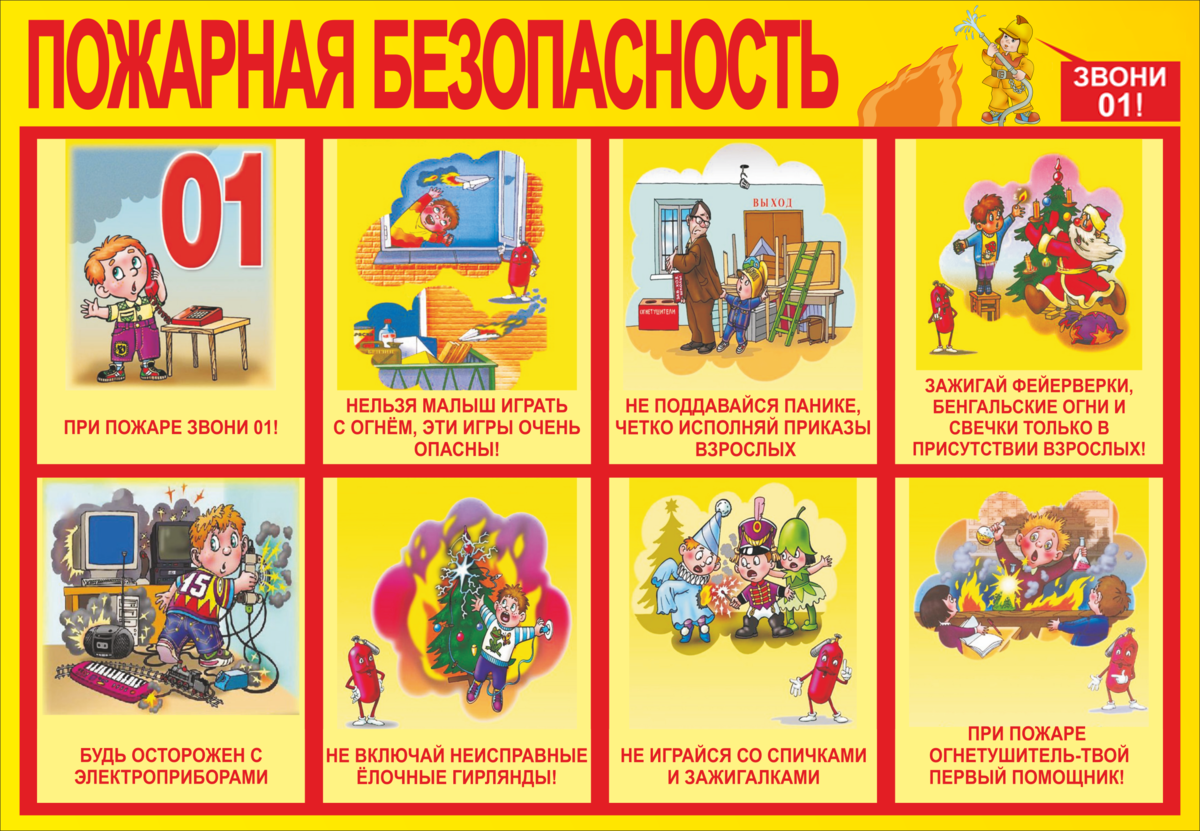 ПОЖАРНАЯ БЕЗОПАСНОСТЬ
ЗВОНИ
01!
01
ПРИ ПОЖАРЕ ЗВОНИ 01!
НЕЛЬЗЯ МАЛЫШ ИГРАТЬ
С ОГНЁМ, ЭТИ ИГРЫ ОЧЕНЬ
ОПАСНЫ!
ВЫХОД
ОГНЕТУШИТЕЛИ
НЕ ПОДДАВАЙСЯ ПАНИКЕ,
ЧЕТКО ИСПОЛНЯЙ ПРИКАЗЫ
ВЗРОСЛЫХ
ЗАЖИГАЙ ФЕЙЕРВЕРКИ,
БЕНГАЛЬСКИЕ ОГНИ И
СВЕЧКИ ТОЛЬКО В
ПРИСУТСТВИИ ВЗРОСЛЫХ!
15
БУДЬ ОСТОРОЖЕН С
ЭЛЕКТРОПРИБОРАМИ
НЕ ВКЛЮЧАЙ НЕИСПРАВНЫЕ
ЁЛОЧНЫЕ ГИРЛЯНДЫ!
НЕ ИГРАЙСЯ СО СПИЧКАМИ
И ЗАЖИГАЛКАМИ
ПРИ ПОЖАРЕ
ОГНЕТУШИТЕЛЬ-ТВОЙ
ПЕРВЫЙ ПОМОЩНИК!